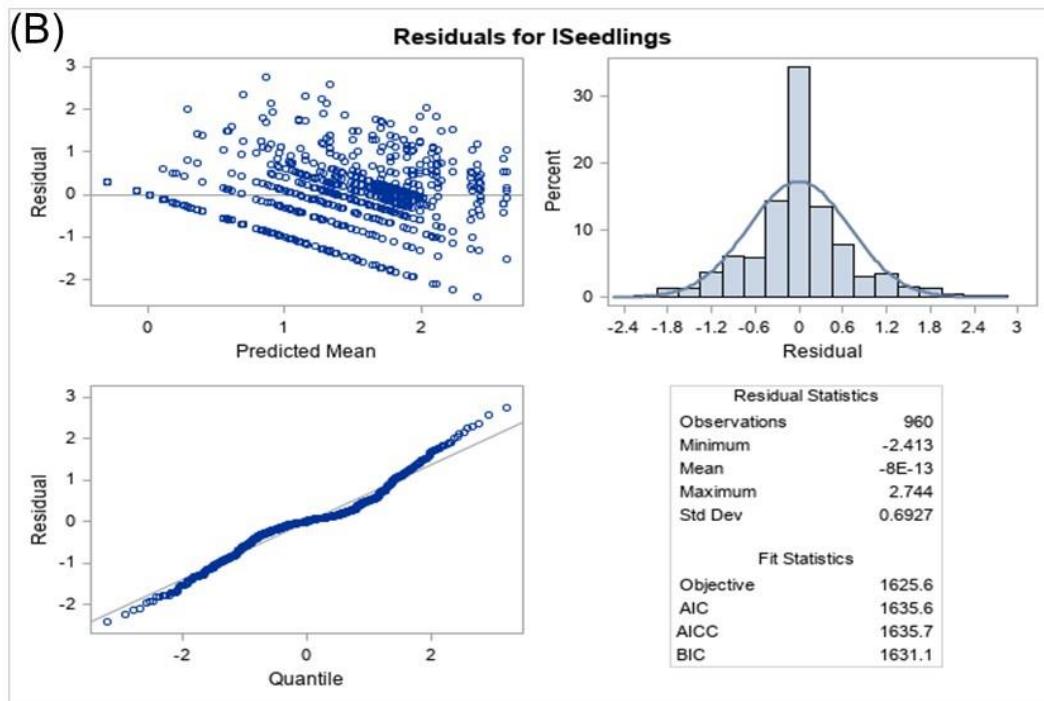 (B)
Residuals for lSeedlings
3
2
1
0
-1
-2
Residual
0
1
2
Predicted Mean
30
20
10
0
Percent
-2.4 -1.8 -1.2 -0.6 0 0.6 1.2 1.8 2.4 3
Residual
3
2
1
0
-1
-2
Residual
-2 0 2
Quantile
Residual Statistics
Observations 960
Minimum -2.413
Mean -8E-13
Maximum 2.744
Std Dev 0.6927
Fit Statistics
Objective 1625.6
AIC 1635.6
AICC 1635.7
BIC 1631.1